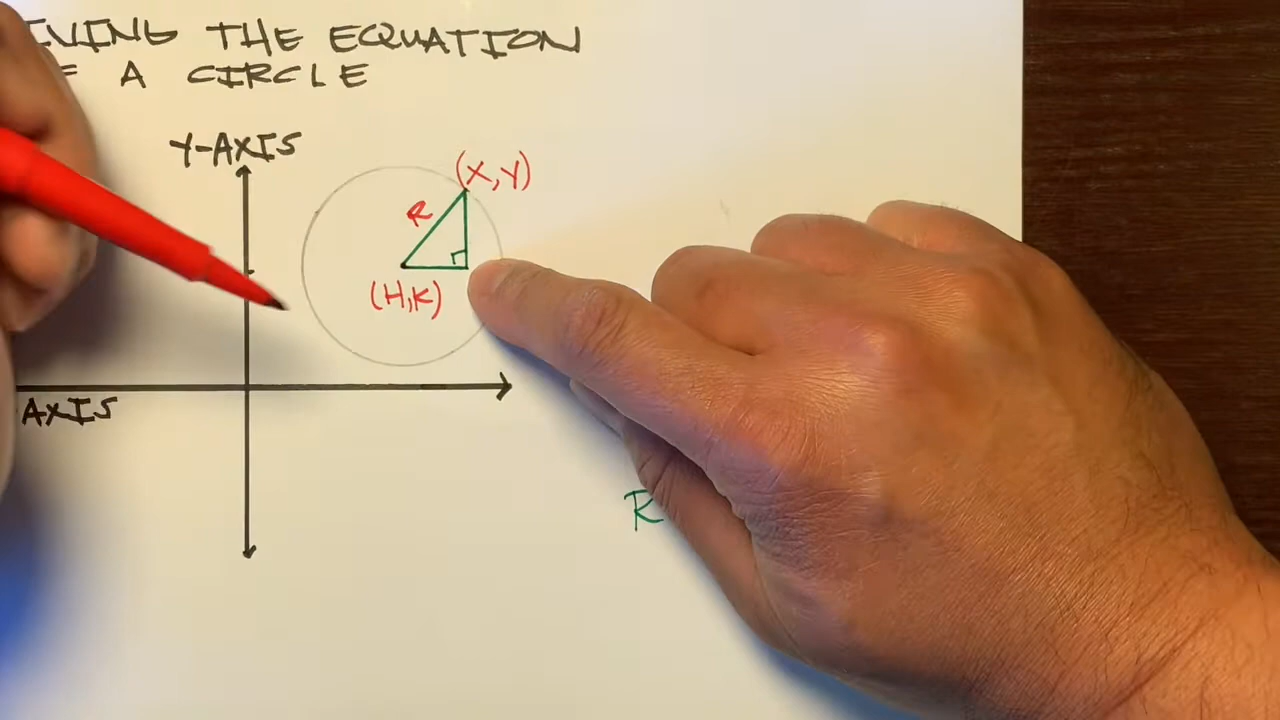 THE EQUATION
A CIRCLE
Y-AXIS
(X,Y)
R
(H,K)
AXIS
R